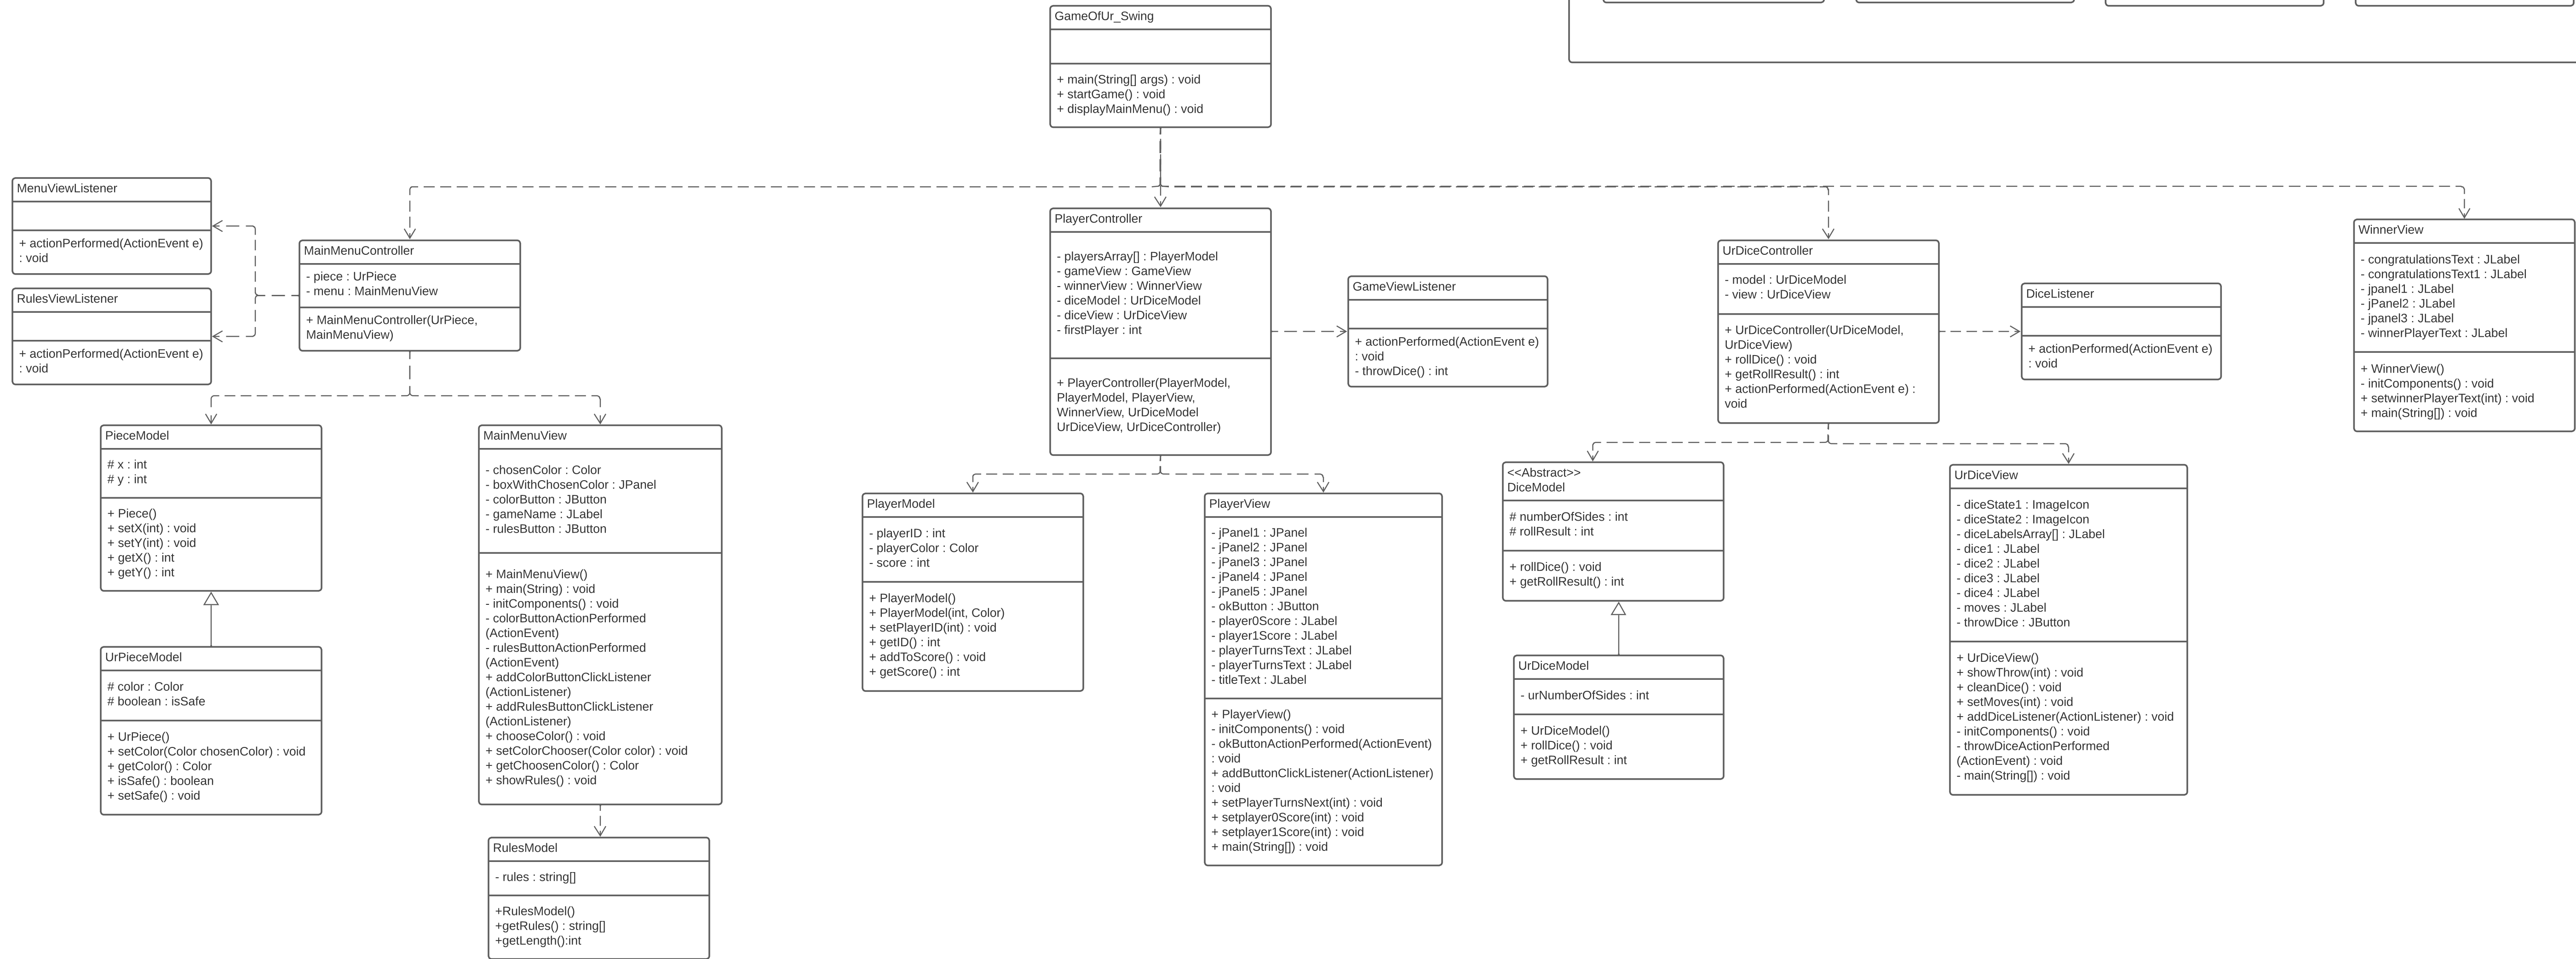 GameOfUr_Swing
+ main(String[] args) : void
+ startGame() : void
+ displayMainMenu() : void
MenuViewListener
+ actionPerformed(ActionEvent e)
: void
RulesViewListener
+ actionPerformed(ActionEvent e)
: void
MainMenuController
- piece : UrPiece
- menu : MainMenuView
+ MainMenuController(UrPiece,
MainMenuView)
PlayerController
- playersArray[] : PlayerModel
- gameView : GameView
- winnerView : WinnerView
- diceModel : UrDiceModel
- diceView : UrDiceView
- firstPlayer : int
+ PlayerController(PlayerModel,
PlayerModel, PlayerView,
WinnerView, UrDiceModel
UrDiceView, UrDiceController)
GameViewListener
+ actionPerformed(ActionEvent e)
: void
- throwDice() : int
UrDiceController
- model : UrDiceModel
- view : UrDiceView
+ UrDiceController(UrDiceModel,
UrDiceView)
+ rollDice() : void
+ getRollResult() : int
+ actionPerformed(ActionEvent e) :
void
DiceListener
+ actionPerformed(ActionEvent e)
: void
WinnerView
- congratulationsText : JLabel
- congratulationsText1 : JLabel
- jpanel1 : JLabel
- jPanel2 : JLabel
- jpanel3 : JLabel
- winnerPlayerText : JLabel
+ WinnerView()
- initComponents() : void
+ setwinnerPlayerText(int) : void
+ main(String[]) : void
PieceModel
# x : int
# y : int
+ Piece()
+ setX(int) : void
+ setY(int) : void
+ getX() : int
+ getY() : int
UrPieceModel
# color : Color
# boolean : isSafe
+ UrPiece()
+ setColor(Color chosenColor) : void
+ getColor() : Color
+ isSafe() : boolean
+ setSafe() : void
MainMenuView
- chosenColor : Color
- boxWithChosenColor : JPanel
- colorButton : JButton
- gameName : JLabel
- rulesButton : JButton
+ MainMenuView()
+ main(String) : void
- initComponents() : void
- colorButtonActionPerformed
(ActionEvent)
- rulesButtonActionPerformed
(ActionEvent)
+ addColorButtonClickListener
(ActionListener)
+ addRulesButtonClickListener
(ActionListener)
+ chooseColor() : void
+ setColorChooser(Color color) : void
+ getChoosenColor() : Color
+ showRules() : void
RulesModel
- rules : string[]
+RulesModel()
+getRules() : string[]
+getLength():int
PlayerModel
- playerID : int
- playerColor : Color
- score : int
+ PlayerModel()
+ PlayerModel(int, Color)
+ setPlayerID(int) : void
+ getID() : int
+ addToScore() : void
+ getScore() : int
PlayerView
- jPanel1 : JPanel
- jPanel2 : JPanel
- jPanel3 : JPanel
- jPanel4 : JPanel
- jPanel5 : JPanel
- okButton : JButton
- player0Score : JLabel
- player1Score : JLabel
- playerTurnsText : JLabel
- playerTurnsText : JLabel
- titleText : JLabel
+ PlayerView()
- initComponents() : void
- okButtonActionPerformed(ActionEvent)
: void
+ addButtonClickListener(ActionListener)
: void
+ setPlayerTurnsNext(int) : void
+ setplayer0Score(int) : void
+ setplayer1Score(int) : void
+ main(String[]) : void
<<Abstract>>
DiceModel
# numberOfSides : int
# rollResult : int
+ rollDice() : void
+ getRollResult() : int
UrDiceModel
- urNumberOfSides : int
+ UrDiceModel()
+ rollDice() : void
+ getRollResult : int
UrDiceView
- diceState1 : ImageIcon
- diceState2 : ImageIcon
- diceLabelsArray[] : JLabel
- dice1 : JLabel
- dice2 : JLabel
- dice3 : JLabel
- dice4 : JLabel
- moves : JLabel
- throwDice : JButton
+ UrDiceView()
+ showThrow(int) : void
+ cleanDice() : void
+ setMoves(int) : void
+ addDiceListener(ActionListener) : void
- initComponents() : void
- throwDiceActionPerformed
(ActionEvent) : void
- main(String[]) : void